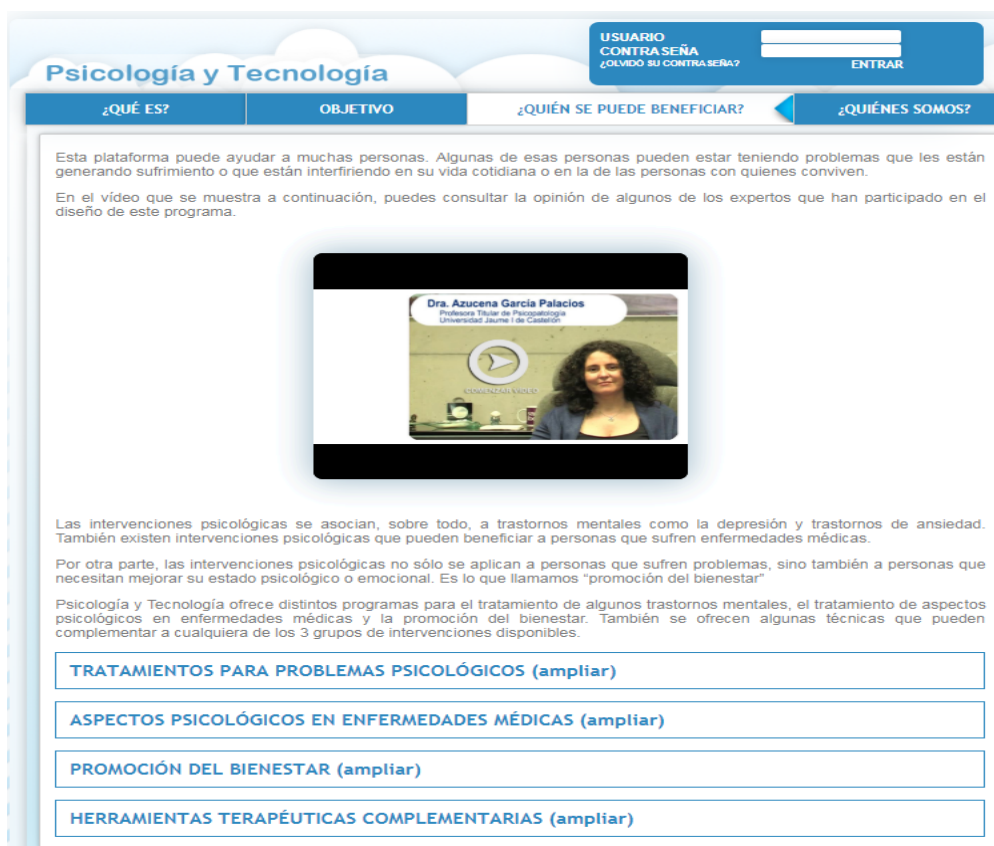 USUARIO
CONTRASEÑA
¿OLVIDÓ SU CONTRASEÑA?
ENTRAR
Psicología y Tecnología
¿QUÉ ES?
OBJETIVO
¿QUIÉN SE PUEDE BENEFICIAR?
¿QUIÉNES SOMOS?
Esta plataforma puede ayudar a muchas personas. Algunas de esas personas pueden estar teniendo problemas que les están
generando sufrimiento o que están interfiriendo en su vida cotidiana o en la de las personas con quienes conviven.
En el vídeo que se muestra a continuación, puedes consultar la opinión de algunos de los expertos que han participado en el
diseño de este programa.
Dra. Azucena García Palacios
Profesora Titular de Psicopatología
Universidad Jaume I de Castellón
COMENZAR VIDEO
Las intervenciones psicológicas se asocian, sobre todo, a trastornos mentales como la depresión y trastornos de ansiedad.
También existen intervenciones psicológicas que pueden beneficiar a personas que sufren enfermedades médicas.
Por otra parte, las intervenciones psicológicas no sólo se aplican a personas que sufren problemas, sino también a personas que
necesitan mejorar su estado psicológico o emocional. Es lo que llamamos “promoción del bienestar”
Psicología y Tecnología ofrece distintos programas para el tratamiento de algunos trastornos mentales, el tratamiento de aspectos
psicológicos en enfermedades médicas y la promoción del bienestar. También se ofrecen algunas técnicas que pueden
complementar a cualquiera de los 3 grupos de intervenciones disponibles.
TRATAMIENTOS PARA PROBLEMAS PSICOLÓGICOS (ampliar)
ASPECTOS PSICOLÓGICOS EN ENFERMEDADES MÉDICAS (ampliar)
PROMOCIÓN DEL BIENESTAR (ampliar)
HERRAMIENTAS TERAPÉUTICAS COMPLEMENTARIAS (ampliar)